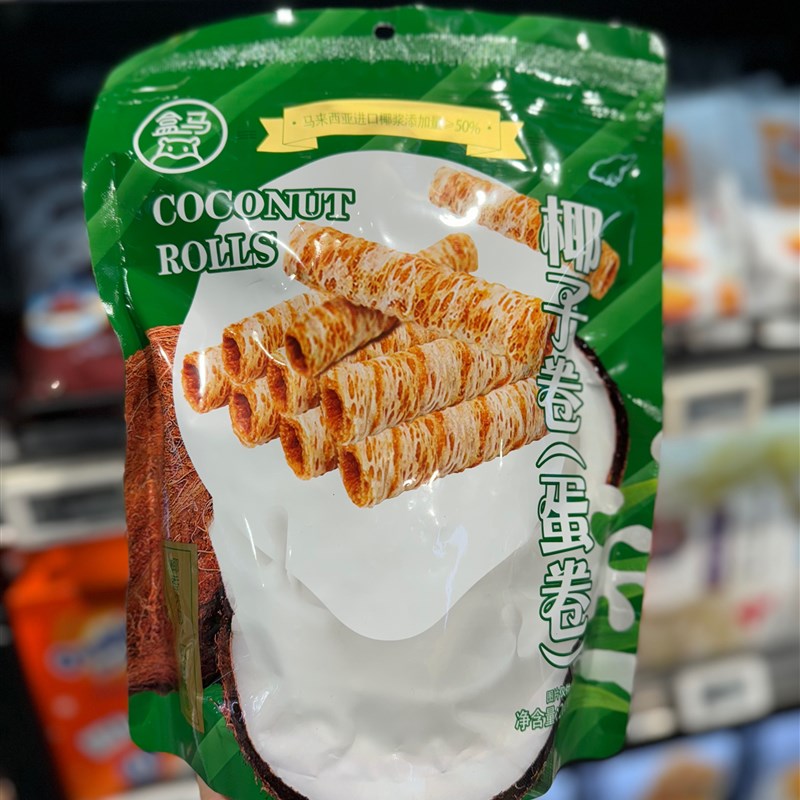 盒马
马来西亚进口椰浆添加量≥50%
COCONUT
ROLLS
椰子卷(蛋卷)
净含量